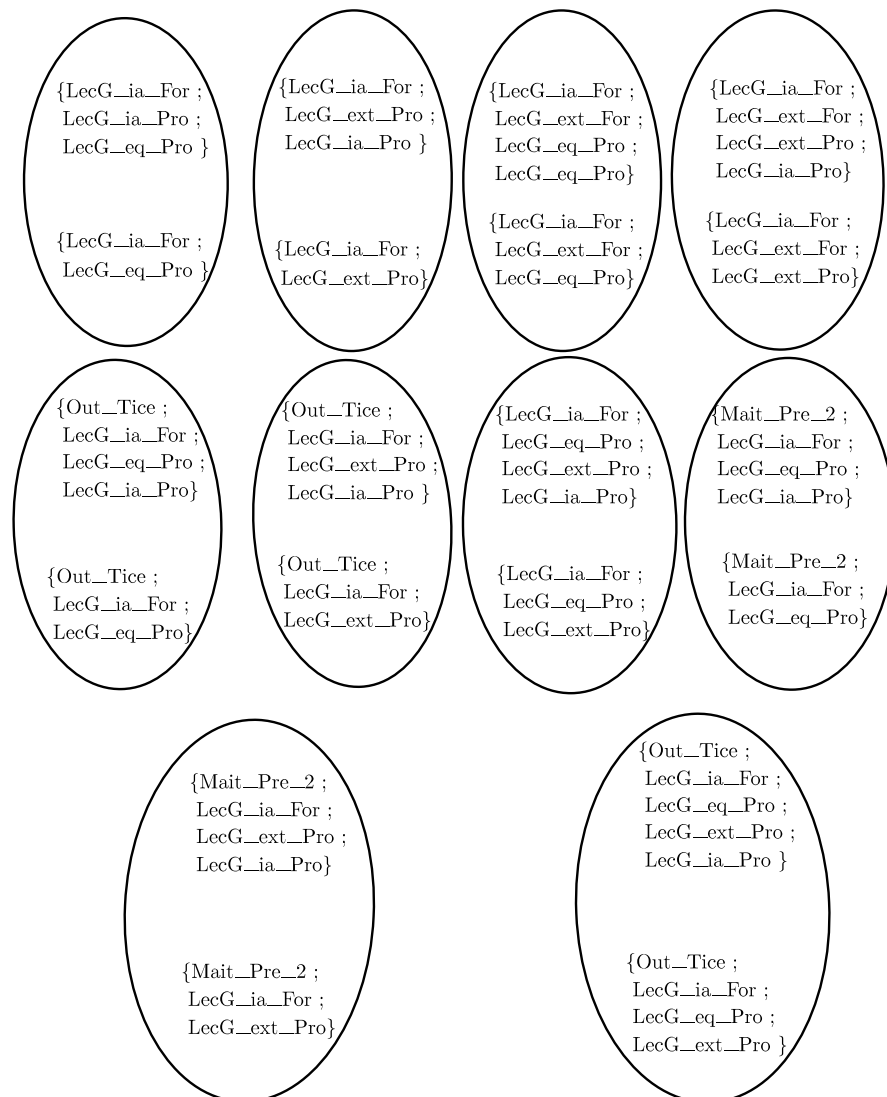 {LecG_ia_For ;
LecG_ia_Pro ;
LecG_eq_Pro }
{LecG_ia_For ;
LecG_eq_Pro }
{LecG_ia_For ;
LecG_ext_Pro ;
LecG_ia_Pro }
{LecG_ia_For ;
LecG_ext_Pro}
{LecG_ia_For ;
LecG_ext_For ;
LecG_eq_Pro ;
LecG_eq_Pro}
{LecG_ia_For ;
LecG_ext_For ;
LecG_eq_Pro}
{LecG_ia_For ;
LecG_ext_For ;
LecG_ext_Pro ;
LecG_ia_Pro}
{LecG_ia_For ;
LecG_ext_For ;
LecG_ext_Pro}
{Out_Tice ;
LecG_ia_For ;
LecG_eq_Pro ;
LecG_ia_Pro}
{Out_Tice ;
LecG_ia_For ;
LecG_eq_Pro}
{Out_Tice ;
LecG_ia_For ;
LecG_ext_Pro ;
LecG_ia_Pro }
{Out_Tice ;
LecG_ia_For ;
LecG_ext_Pro}
{LecG_ia_For ;
LecG_eq_Pro ;
LecG_ext_Pro ;
LecG_ia_Pro}
{LecG_ia_For ;
LecG_eq_Pro ;
LecG_ext_Pro}
{Mait_Pre_2 ;
LecG_ia_For ;
LecG_eq_Pro ;
LecG_ia_Pro}
{Mait_Pre_2 ;
LecG_ia_For ;
LecG_eq_Pro}
{Mait_Pre_2 ;
LecG_ia_For ;
LecG_ext_Pro ;
LecG_ia_Pro}
{Mait_Pre_2 ;
LecG_ia_For ;
LecG_ext_Pro}
{Out_Tice ;
LecG_ia_For ;
LecG_eq_Pro ;
LecG_ext_Pro ;
LecG_ia_Pro }
{Out_Tice ;
LecG_ia_For ;
LecG_eq_Pro ;
LecG_ext_Pro }